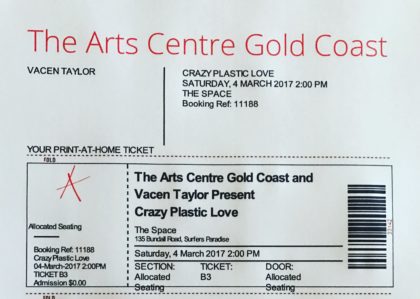 The Arts Centre Gold Coast
VACEN TAYLOR
CRAZY PLASTIC LOVE
SATURDAY, 4 MARCH 2017 2:00 PM
THE SPACE
Booking Ref: 11188
YOUR PRINT-AT-HOME TICKET
FOLD
The Arts Centre Gold Coast and
Vacen Taylor Present
Crazy Plastic Love
The Space
135 Bundall Road, Surfers Paradise
Saturday, 4 March 2017 2:00 PM
SECTION: TICKET: DOOR:
Allocated B3 Allocated
Seating Seating
Allocated Seating
Booking Ref: 11188
Crazy Plastic Love
04-March-2017 2:00PM
TICKET B3
Admission $0.00
FOLD